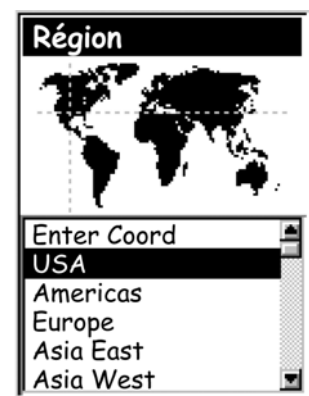 Région
Enter Coord
USA
Americas
Europe
Asia East
Asia West